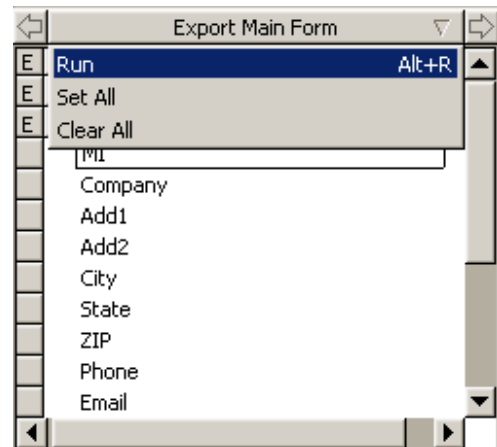 Export Main Form
E Run Alt+R
E Set All
E Clear All
MI
Company
Add1
Add2
City
State
ZIP
Phone
Email